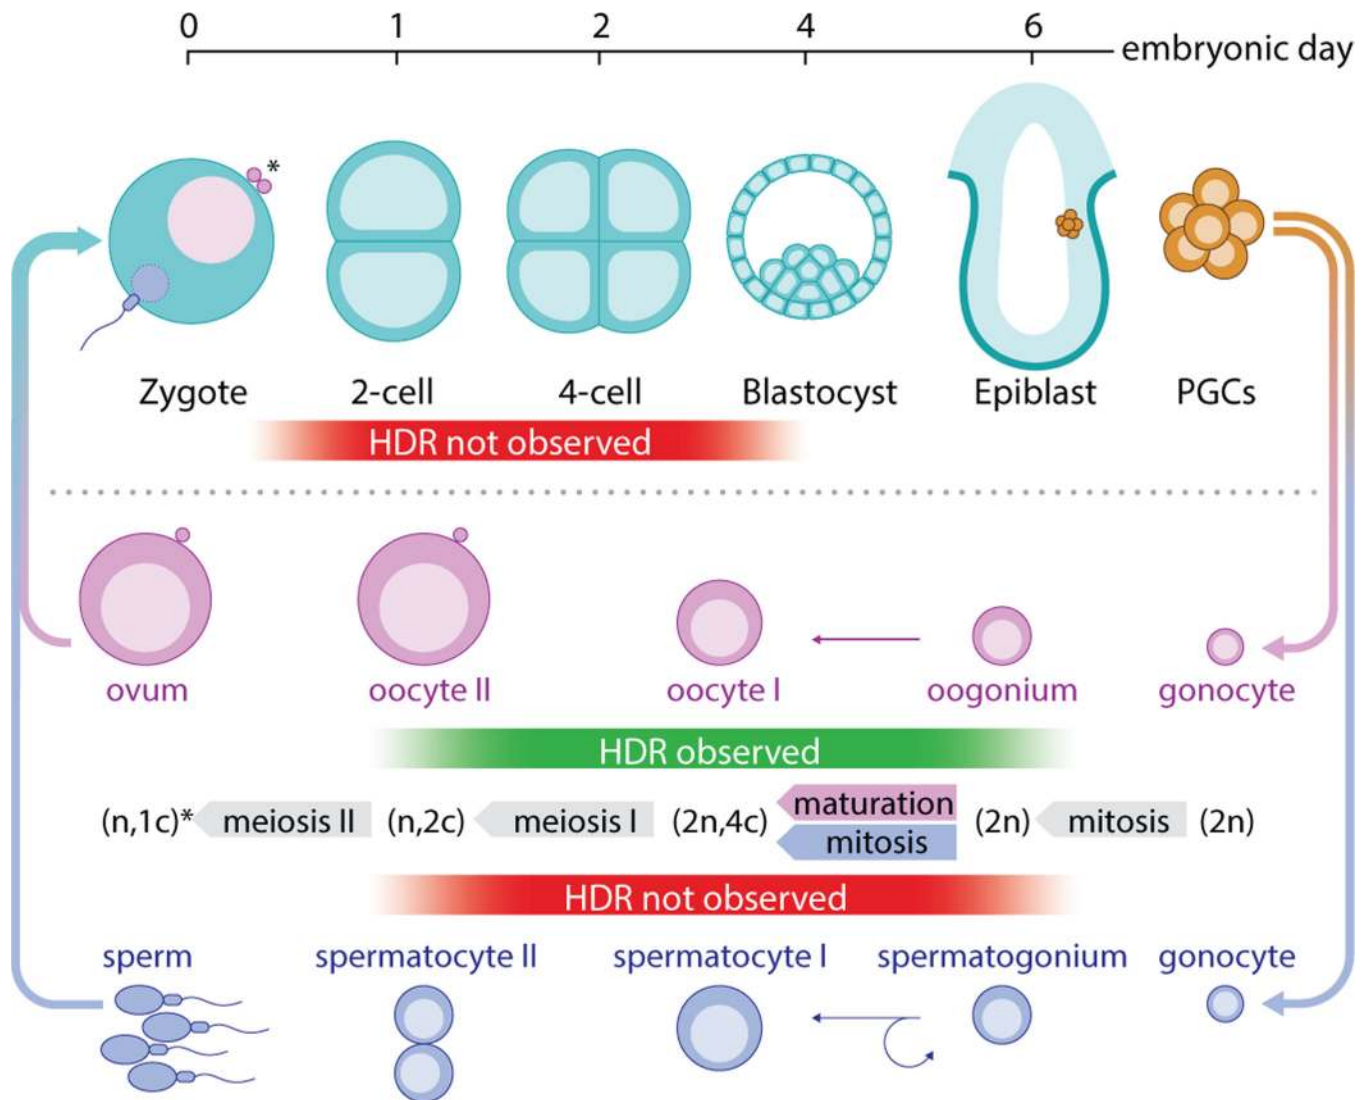 0 1 2 4 6 embryonic day
*
Zygote 2-cell 4-cell Blastocyst Epiblast PGCs
HDR not observed
ovum oocyte II oocyte I oogonium gonocyte
HDR observed
(n,1c)* meiosis II (n,2c) meiosis I (2n,4c) maturation (2n) mitosis (2n)
mitosis
HDR not observed
sperm spermatocyte II spermatocyte I spermatogonium gonocyte